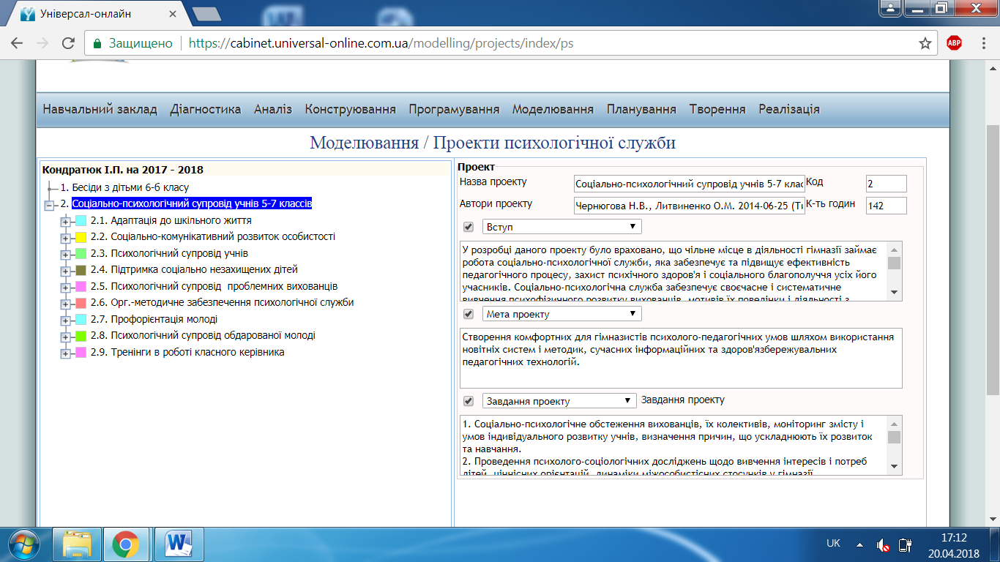 Універсал-онлайн
Защищено
https://cabinet.universal-online.com.ua/modelling/projects/index/ps
ABP
Навчальний заклад Діагностика Аналіз Конструювання Програмування Моделювання Планування Творення Реалізація
Моделювання / Проекти психологічної служби
Кондратюк І.П. на 2017 - 2018
1. Бесіди з дітьми 6-б класу
2. Соціально-психологічний супровід учнів 5-7 классів
2.1. Адаптація до шкільного життя
2.2. Соціально-комунікативний розвиток особистості
2.3. Психологічний супровід учнів
2.4. Підтримка соціально незахищених дітей
2.5. Психологічний супровід проблемних вихованців
2.6. Орг.-методичне забезпечення психологічної служби
2.7. Профорієнтація молоді
2.8. Психологічний супровід обдарованої молоді
2.9. Тренінги в роботі класного керівника
Проект
Назва проекту Соціально-психологічний супровід учнів 5-7 клас Код 2
Автори проекту Чернюгова Н.В., Литвиненко О.М. 2014-06-25 (Ти К-ть годин 142
Вступ
У розробці даного проекту було враховано, що чільне місце в діяльності гімназії займає
робота соціально-психологічної служби, яка забезпечує та підвищує ефективність
педагогічного процесу, захист психічного здоров'я і соціального благополуччя усіх його
учасників. Соціально-психологічна служба забезпечує своєчасне і систематичне
вивчення психофізичного розвитку вихованців, мотивів їх поведінки і діяльності з
Мета проекту
Створення комфортних для гімназистів психолого-педагогічних умов шляхом використання
новітніх систем і методик, сучасних інформаційних та здоров'язбережувальних
педагогічних технологій.
Завдання проекту Завдання проекту
1. Соціально-психологічне обстеження вихованців, їх колективів, моніторинг змісту і
умов індивідуального розвитку учнів, визначення причин, що ускладнюють їх розвиток
та навчання.
2. Проведення психолого-соціологічних досліджень щодо вивчення інтересів і потреб
дітей, ціннісних орієнтацій, динаміки міжособистісних стосунків у гімназії.
UK
17:12
20.04.2018